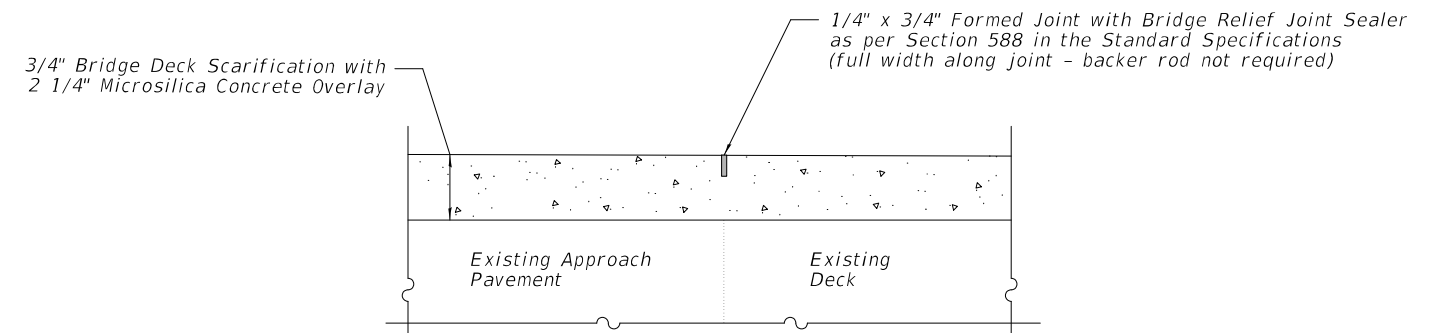 1/4" x 3/4" Formed Joint with Bridge Relief Joint Sealer
as per Section 588 in the Standard Specifications
(full width along joint - backer rod not required)
3/4" Bridge Deck Scarification with
2 1/4" Microsilica Concrete Overlay
Existing Approach
Pavement
Existing
Deck